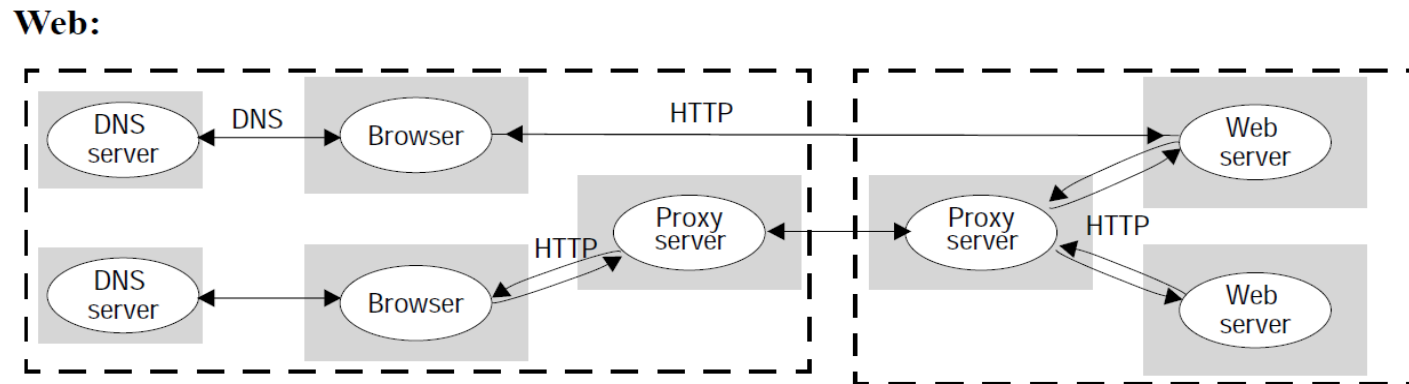 Web:
DNS
server
DNS
Browser
HTTP
Web
server
Proxy
server
HTTP
Proxy
server
HTTP
DNS
server
Browser
Web
server